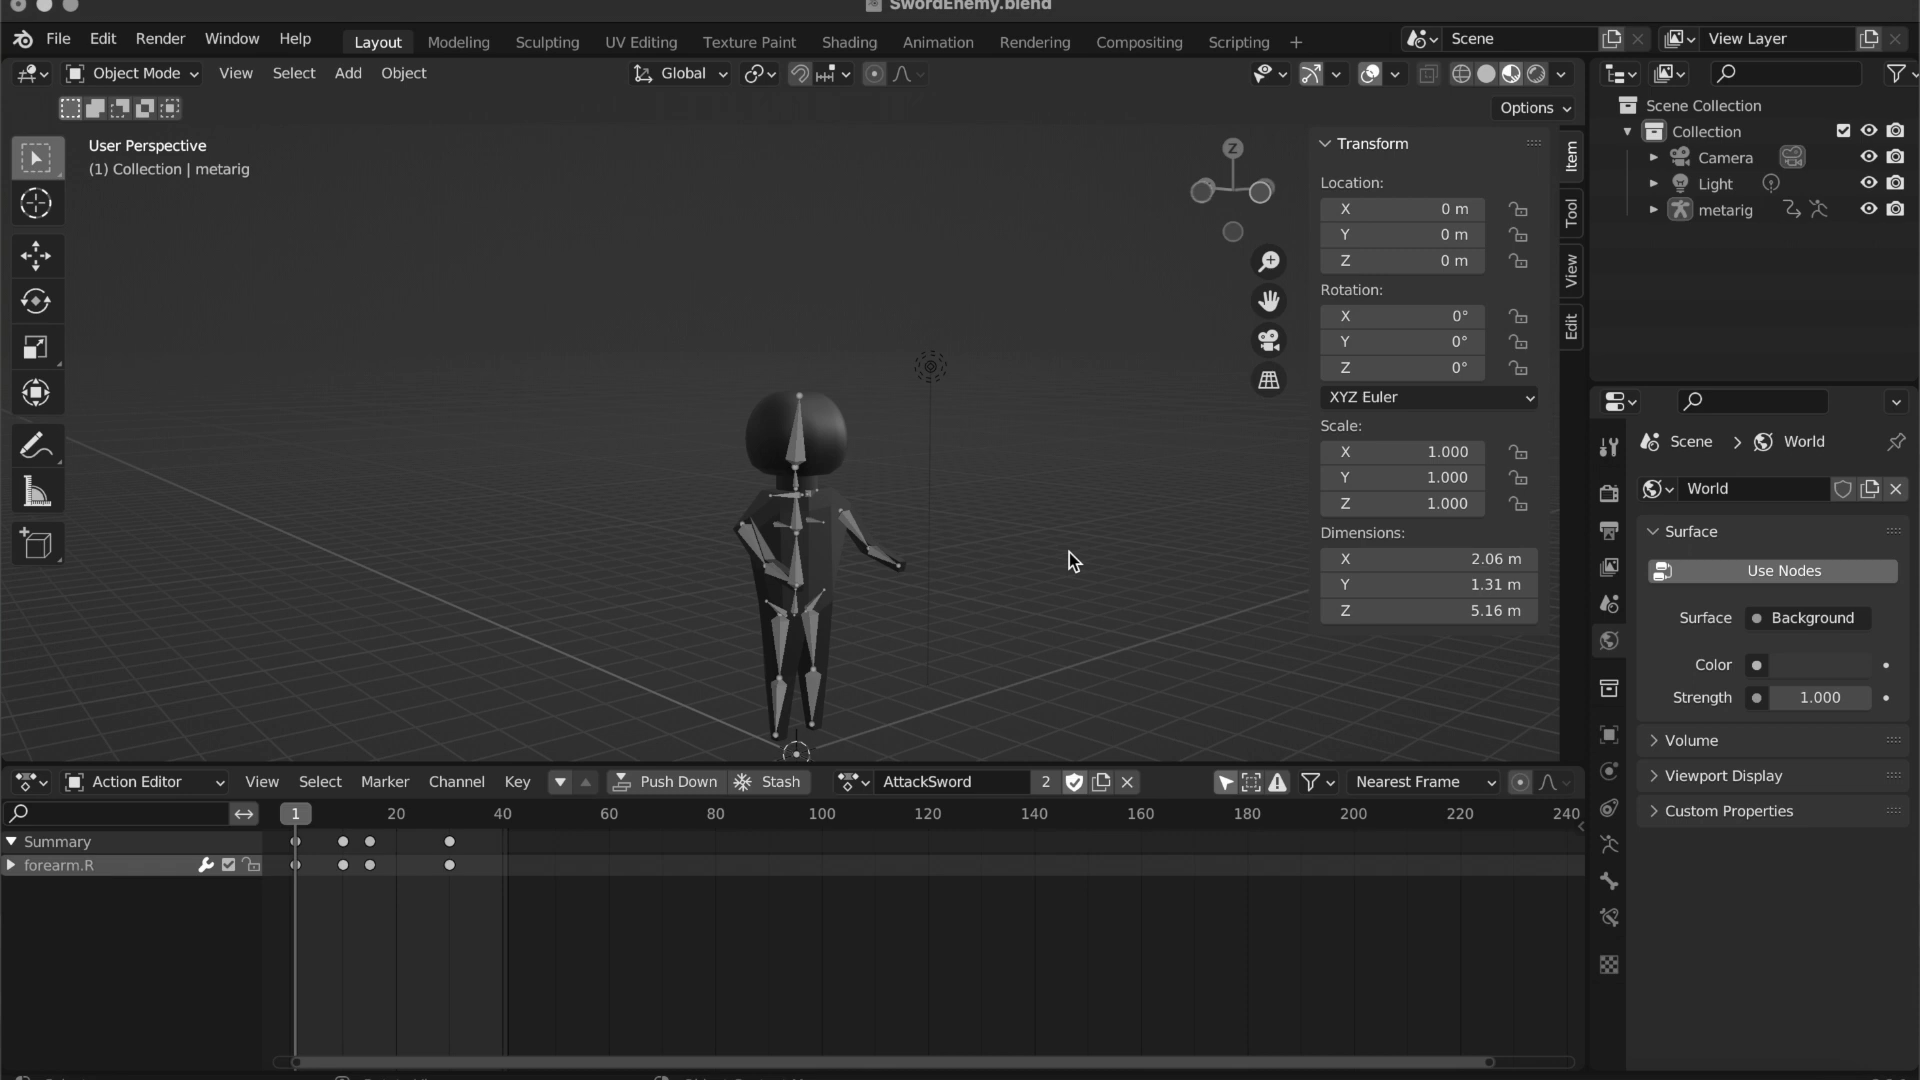 SwordEnemy.blend
File Edit Render Window Help Layout Modeling Sculpting UV Editing Texture Paint Shading Animation Rendering Compositing Scripting + Scene View Layer
Object Mode View Select Add Object Global
Options
User Perspective
(1) Collection | metarig
Z
Transform
Location:
X 0 m
Y 0 m
Z 0 m
Rotation:
X 0°
Y 0°
Z 0°
XYZ Euler
Scale:
X 1.000
Y 1.000
Z 1.000
Dimensions:
X 2.06 m
Y 1.31 m
Z 5.16 m
Item
Tool
View
Edit
Scene Collection
Collection
Camera
Light
metarig
Scene > World
World
Surface
Use Nodes
Surface Background
Color
Strength 1.000
Volume
Viewport Display
Custom Properties
Action Editor View Select Marker Channel Key Push Down Stash AttackSword 2 Nearest Frame
1 20 40 60 80 100 120 140 160 180 200 220 240
Summary
forearm.R